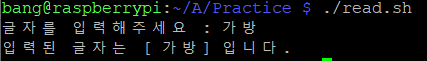 bang@raspberrypi:~/A/Practice $ ./read.sh
글자를 입력해주세요 : 가방
입력된 글자는 [ 가방] 입니다.